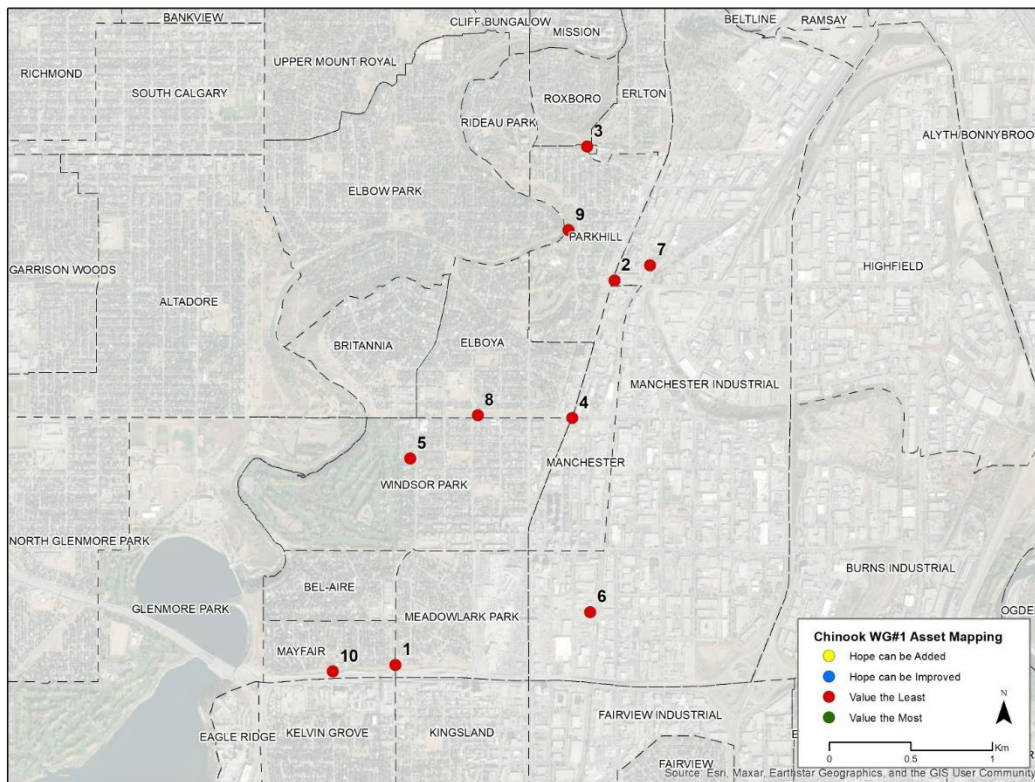 BANKVIEW
CLIFF BUNGALOW
BELTLINE
RAMSAY
MISSION
UPPER MOUNT ROYAL
RICHMOND
SOUTH CALGARY
ROXBORO
ERLTON
RIDEAU PARK
ALYTH/BONNYBROO
3
ELBOW PARK
9
PARKHILL
7
2
HIGHFIELD
GARRISON WOODS
ALTADORE
BRITANNIA
ELBOYA
MANCHESTER INDUSTRIAL
8
4
5
MANCHESTER
WINDSOR PARK
NORTH GLENMORE PARK
BEL-AIRE
BURNS INDUSTRIAL
GLENMORE PARK
MEADOWLARK PARK
6
OGDE
MAYFAIR
10
1
FAIRVIEW INDUSTRIAL
EAGLE RIDGE
KELVIN GROVE
KINGSLAND
FAIRVIEW
E
Chinook WG#1 Asset Mapping
Hope can be Added
Hope can be Improved
Value the Least
Value the Most
N
0 0.5 1
Km
Source: Esri, Maxar, Earthstar Geographics, and the GIS User Communi